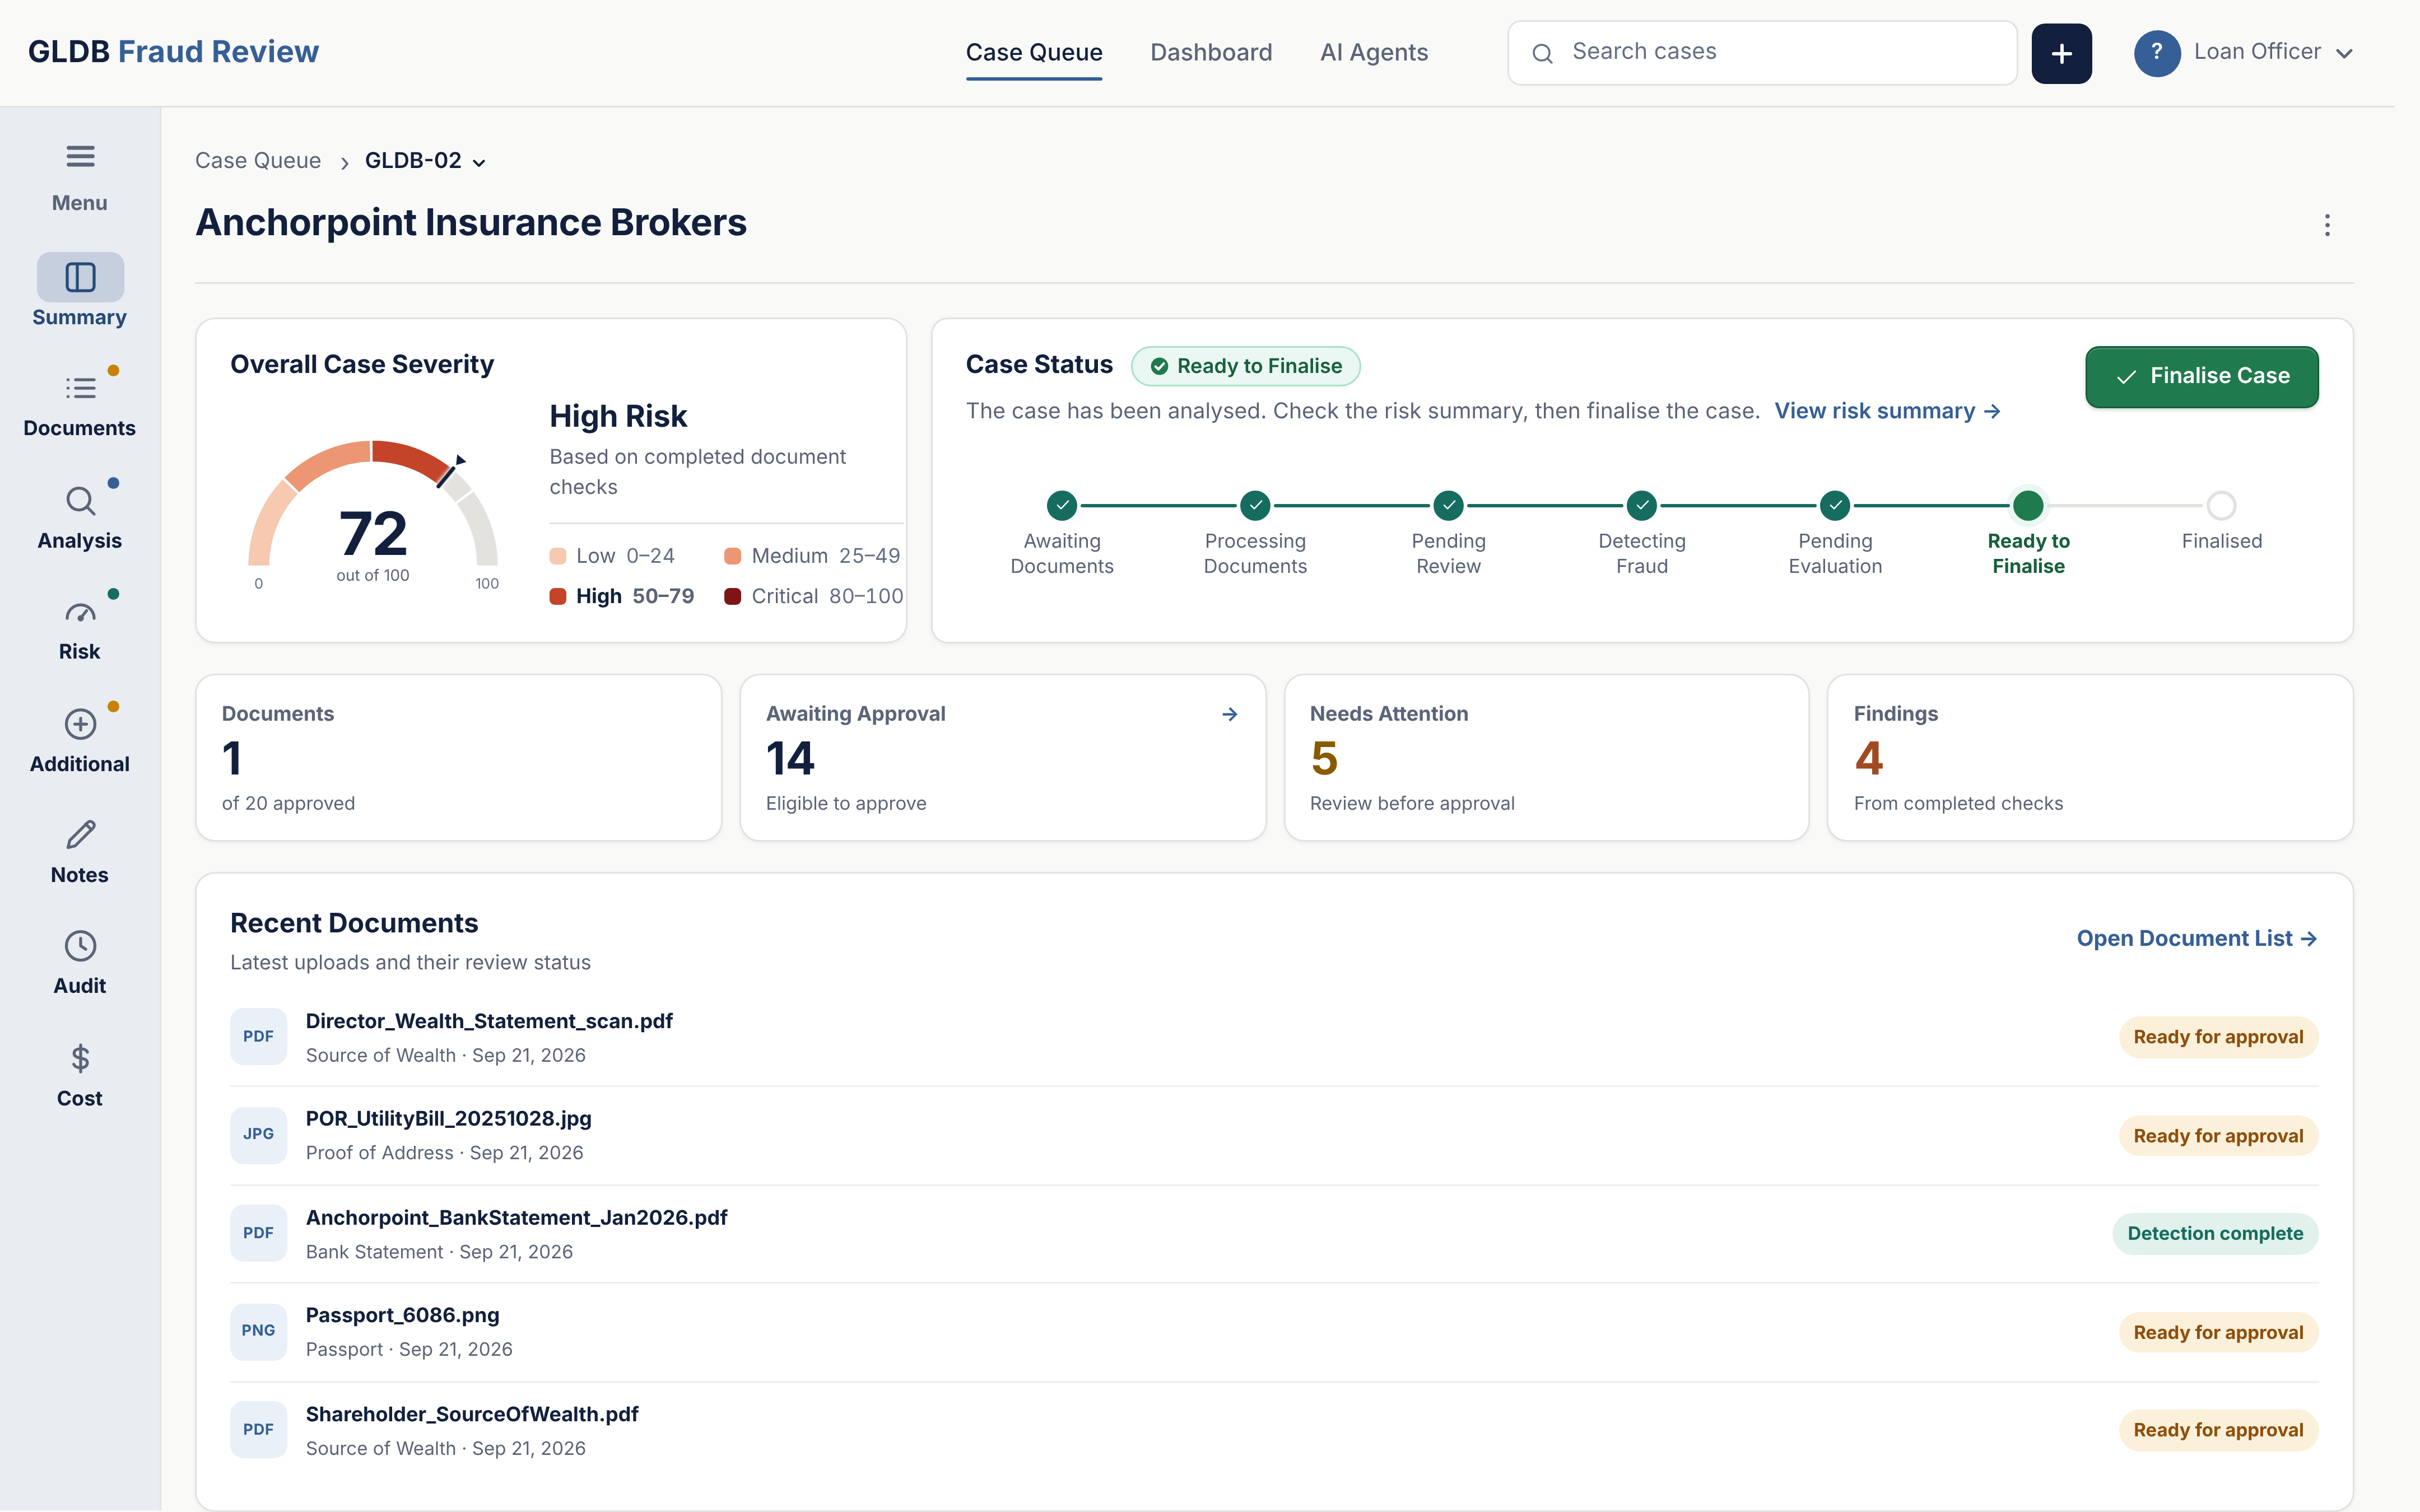 GLDB Fraud Review
Case Queue
Dashboard
AI Agents
Search cases
?
Loan Officer
Menu
Summary
Documents
Analysis
Risk
Additional
Notes
Audit
$
Cost
Case Queue › GLDB-02
Anchorpoint Insurance Brokers
Overall Case Severity
72
out of 100
0
100
High Risk
Based on completed document
checks
Low 0–24
Medium 25–49
High 50–79
Critical 80–100
Case Status
Ready to Finalise
Finalise Case
The case has been analysed. Check the risk summary, then finalise the case. View risk summary →
Awaiting
Documents
Processing
Documents
Pending
Review
Detecting
Fraud
Pending
Evaluation
Ready to
Finalise
Finalised
Documents
1
of 20 approved
Awaiting Approval →
14
Eligible to approve
Needs Attention
5
Review before approval
Findings
4
From completed checks
Recent Documents
Latest uploads and their review status
Open Document List →
PDF
Director_Wealth_Statement_scan.pdf
Source of Wealth · Sep 21, 2026
Ready for approval
JPG
POR_UtilityBill_20251028.jpg
Proof of Address · Sep 21, 2026
Ready for approval
PDF
Anchorpoint_BankStatement_Jan2026.pdf
Bank Statement · Sep 21, 2026
Detection complete
PNG
Passport_6086.png
Passport · Sep 21, 2026
Ready for approval
PDF
Shareholder_SourceOfWealth.pdf
Source of Wealth · Sep 21, 2026
Ready for approval